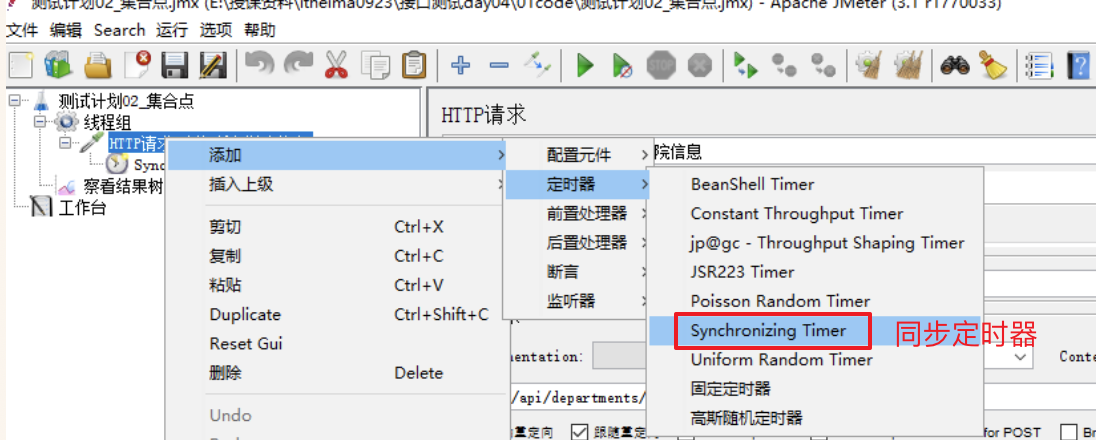 测试计划02_集合点.jmx (E:\授课资料\itheima0923\接口测试day04\01code\测试计划02_集合点.jmx) - Apache JMeter (3.1 r1770033)
文件 编辑 Search 运行 选项 帮助
STOP
测试计划02_集合点
线程组
HTTP请求
Sync
察看结果树
工作台
HTTP请求
院信息
添加
插入上级
剪切 Ctrl+X
复制 Ctrl+C
粘贴 Ctrl+V
Duplicate Ctrl+Shift+C
Reset Gui
删除 Delete
Undo
配置元件
定时器
前置处理器
后置处理器
断言
监听器
BeanShell Timer
Constant Throughput Timer
jp@gc - Throughput Shaping Timer
JSR223 Timer
Poisson Random Timer
Synchronizing Timer
同步定时器
Uniform Random Timer
固定定时器
高斯随机定时器
mentation:
Conte
/api/departments/
重定向 跟随重定
for POST
Br